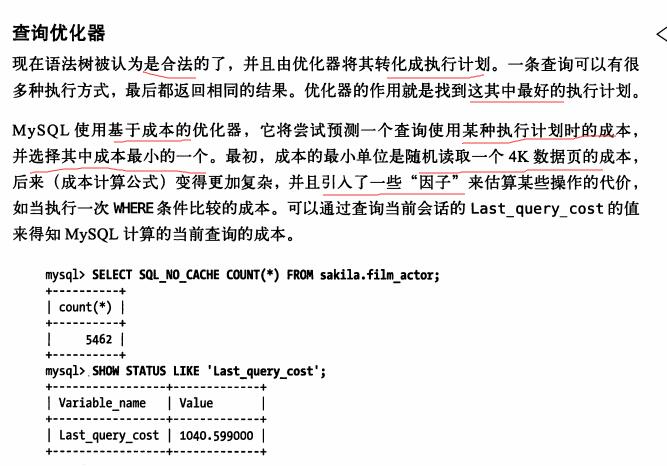 查询优化器
现在语法树被认为是合法的了，并且由优化器将其转化成执行计划。一条查询可以有很
多种执行方式，最后都返回相同的结果。优化器的作用就是找到这其中最好的执行计划。
MySQL 使用基于成本的优化器，它将尝试预测一个查询使用某种执行计划时的成本，
并选择其中成本最小的一个。最初，成本的最小单位是随机读取一个 4K 数据页的成本，
后来（成本计算公式）变得更加复杂，并且引入了一些“因子”来估算某些操作的代价，
如当执行一次 WHERE 条件比较的成本。可以通过查询当前会话的 Last_query_cost 的值
来得知 MySQL 计算的当前查询的成本。
mysql> SELECT SQL_NO_CACHE COUNT(*) FROM sakila.film_actor;
+----------+
| count(*) |
+----------+
|     5462 |
+----------+
mysql> SHOW STATUS LIKE 'Last_query_cost';
+-----------------+-------------+
| Variable_name   | Value       |
+-----------------+-------------+
| Last_query_cost | 1040.599000 |
+-----------------+-------------+